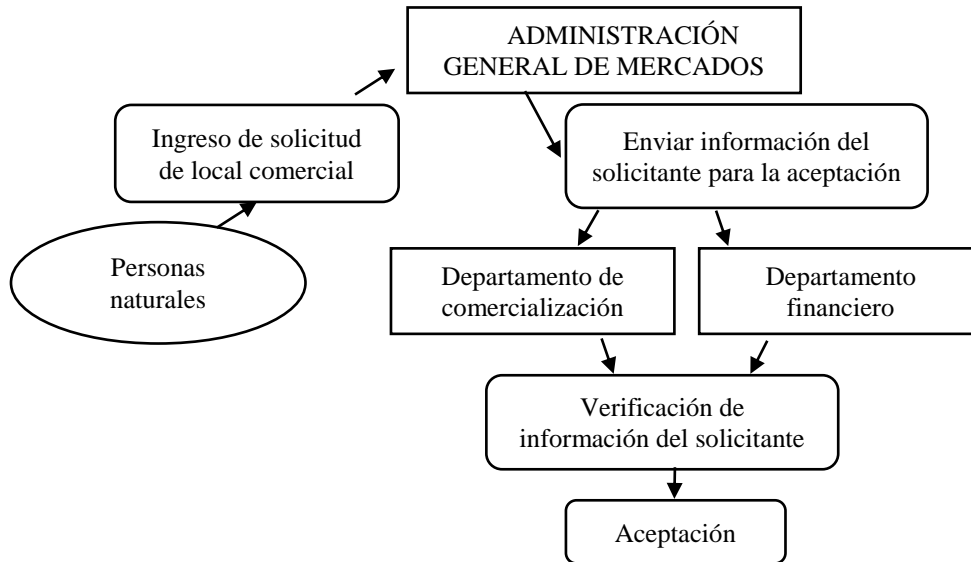 ADMINISTRACIÓN
GENERAL DE MERCADOS
Ingreso de solicitud
de local comercial
Enviar información del
solicitante para la aceptación
Personas
naturales
Departamento de
comercialización
Departamento
financiero
Verificación de
información del solicitante
Aceptación